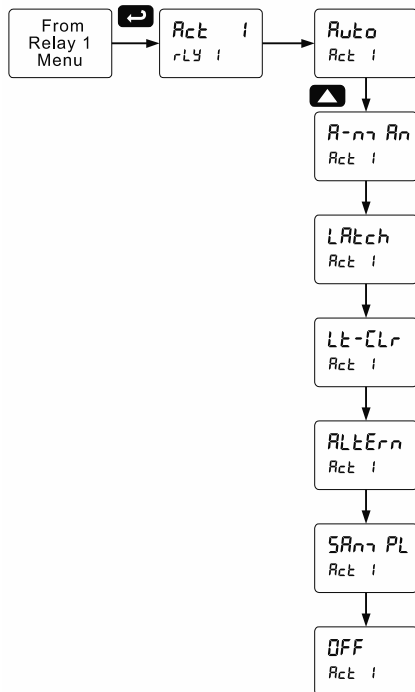 From
Relay 1
Menu
Act 1
rLY 1
Auto
Act 1
A-mAn
Act 1
LAtch
Act 1
Lt-CLr
Act 1
ALtErn
Act 1
SAmPL
Act 1
OFF
Act 1